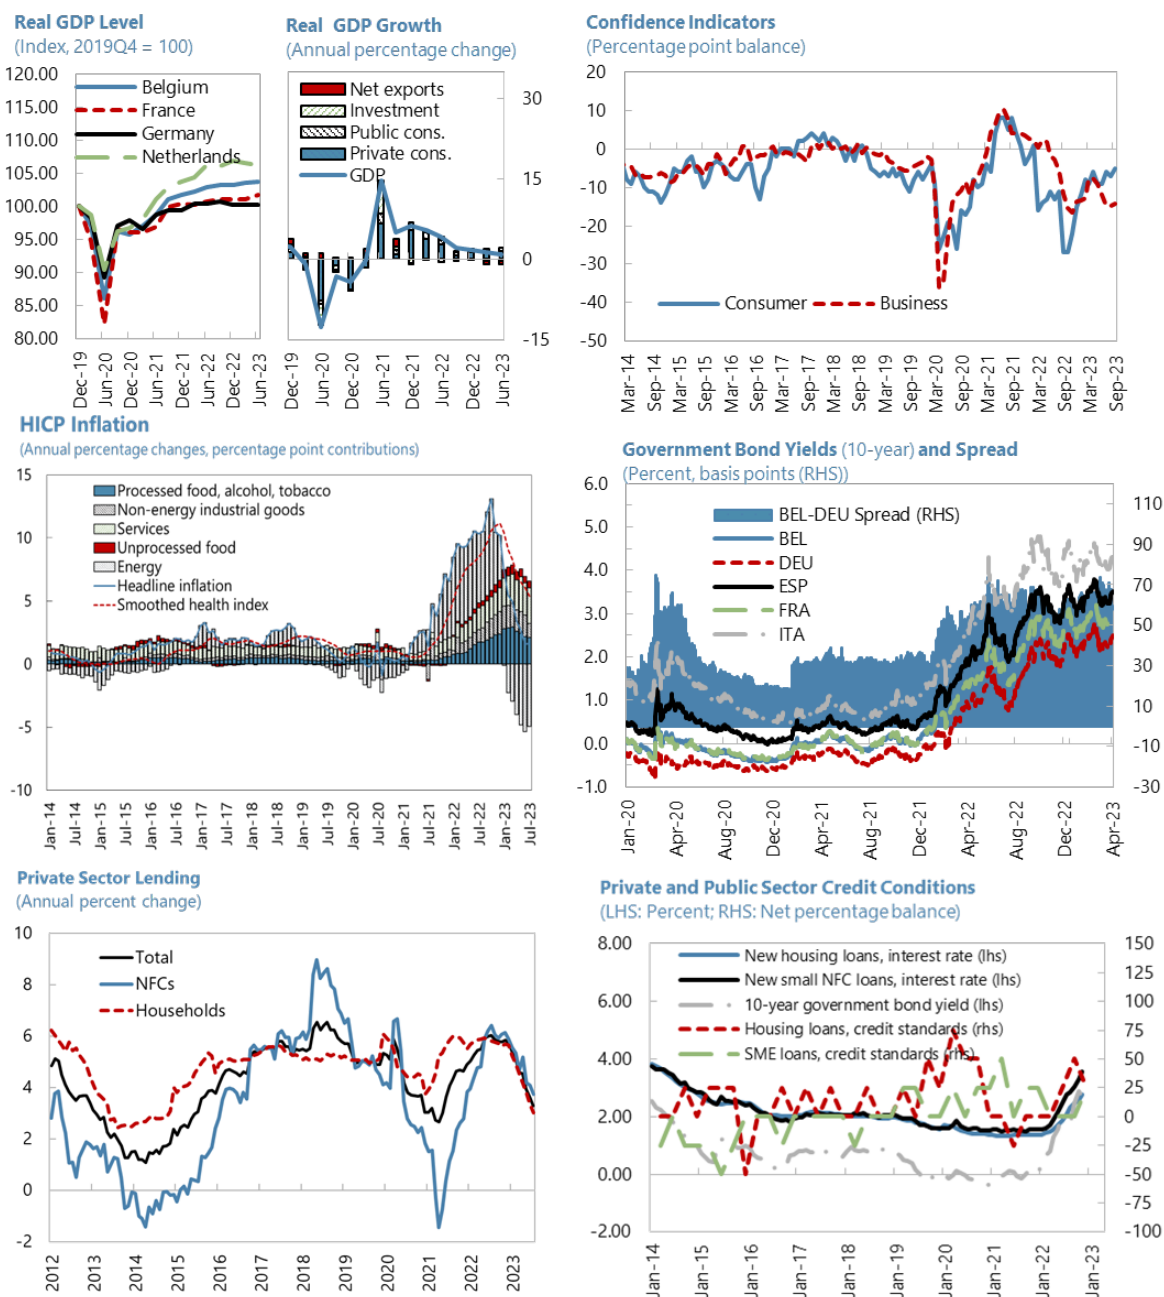 Real GDP Level
(Index, 2019Q4 = 100)
120.00
115.00
110.00
105.00
100.00
95.00
90.00
85.00
80.00
Belgium
France
Germany
Netherlands
Dec-19
Jun-20
Dec-20
Jun-21
Dec-21
Jun-22
Dec-22
Jun-23
Real GDP Growth
(Annual percentage change)
Net exports
Investment
Public cons.
Private cons.
GDP
30
15
0
-15
Dec-19
Jun-20
Dec-20
Jun-21
Dec-21
Jun-22
Dec-22
Jun-23
Confidence Indicators
(Percentage point balance)
20
10
0
-10
-20
-30
-40
-50
Consumer
Business
Mar-14
Sep-14
Mar-15
Sep-15
Mar-16
Sep-16
Mar-17
Sep-17
Mar-18
Sep-18
Mar-19
Sep-19
Mar-20
Sep-20
Mar-21
Sep-21
Mar-22
Sep-22
Mar-23
Sep-23
HICP Inflation
(Annual percentage changes, percentage point contributions)
15
10
5
0
-5
-10
Processed food, alcohol, tobacco
Non-energy industrial goods
Services
Unprocessed food
Energy
Headline inflation
Smoothed health index
Jan-14
Jul-14
Jan-15
Jul-15
Jan-16
Jul-16
Jan-17
Jul-17
Jan-18
Jul-18
Jan-19
Jul-19
Jan-20
Jul-20
Jan-21
Jul-21
Jan-22
Jul-22
Jan-23
Jul-23
Government Bond Yields (10-year) and Spread
(Percent, basis points (RHS))
6.0
5.0
4.0
3.0
2.0
1.0
0.0
-1.0
BEL-DEU Spread (RHS)
BEL
DEU
ESP
FRA
ITA
110
90
70
50
30
10
-10
-30
Jan-20
Apr-20
Aug-20
Dec-20
Apr-21
Aug-21
Dec-21
Apr-22
Aug-22
Dec-22
Apr-23
Private Sector Lending
(Annual percent change)
10
8
6
4
2
0
-2
Total
NFCs
Households
2012
2013
2014
2015
2016
2017
2018
2019
2020
2021
2022
2023
Private and Public Sector Credit Conditions
(LHS: Percent; RHS: Net percentage balance)
8.00
6.00
4.00
2.00
0.00
-2.00
New housing loans, interest rate (lhs)
New small NFC loans, interest rate (lhs)
10-year government bond yield (lhs)
Housing loans, credit standards (rhs)
SME loans, credit standards (rhs)
150
125
100
75
50
25
0
-25
-50
-75
-100
Jan-14
Jan-15
Jan-16
Jan-17
Jan-18
Jan-19
Jan-20
Jan-21
Jan-22
Jan-23